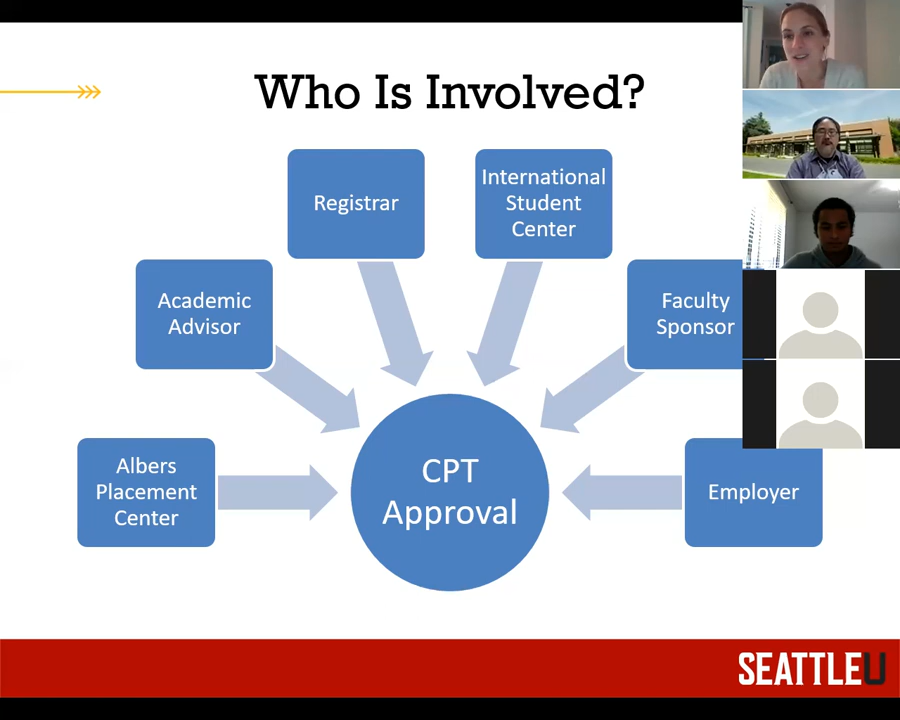 Who Is Involved?
Registrar
International
Student
Center
Academic
Advisor
Faculty
Sponsor
Albers
Placement
Center
CPT
Approval
Employer
SEATTLEU